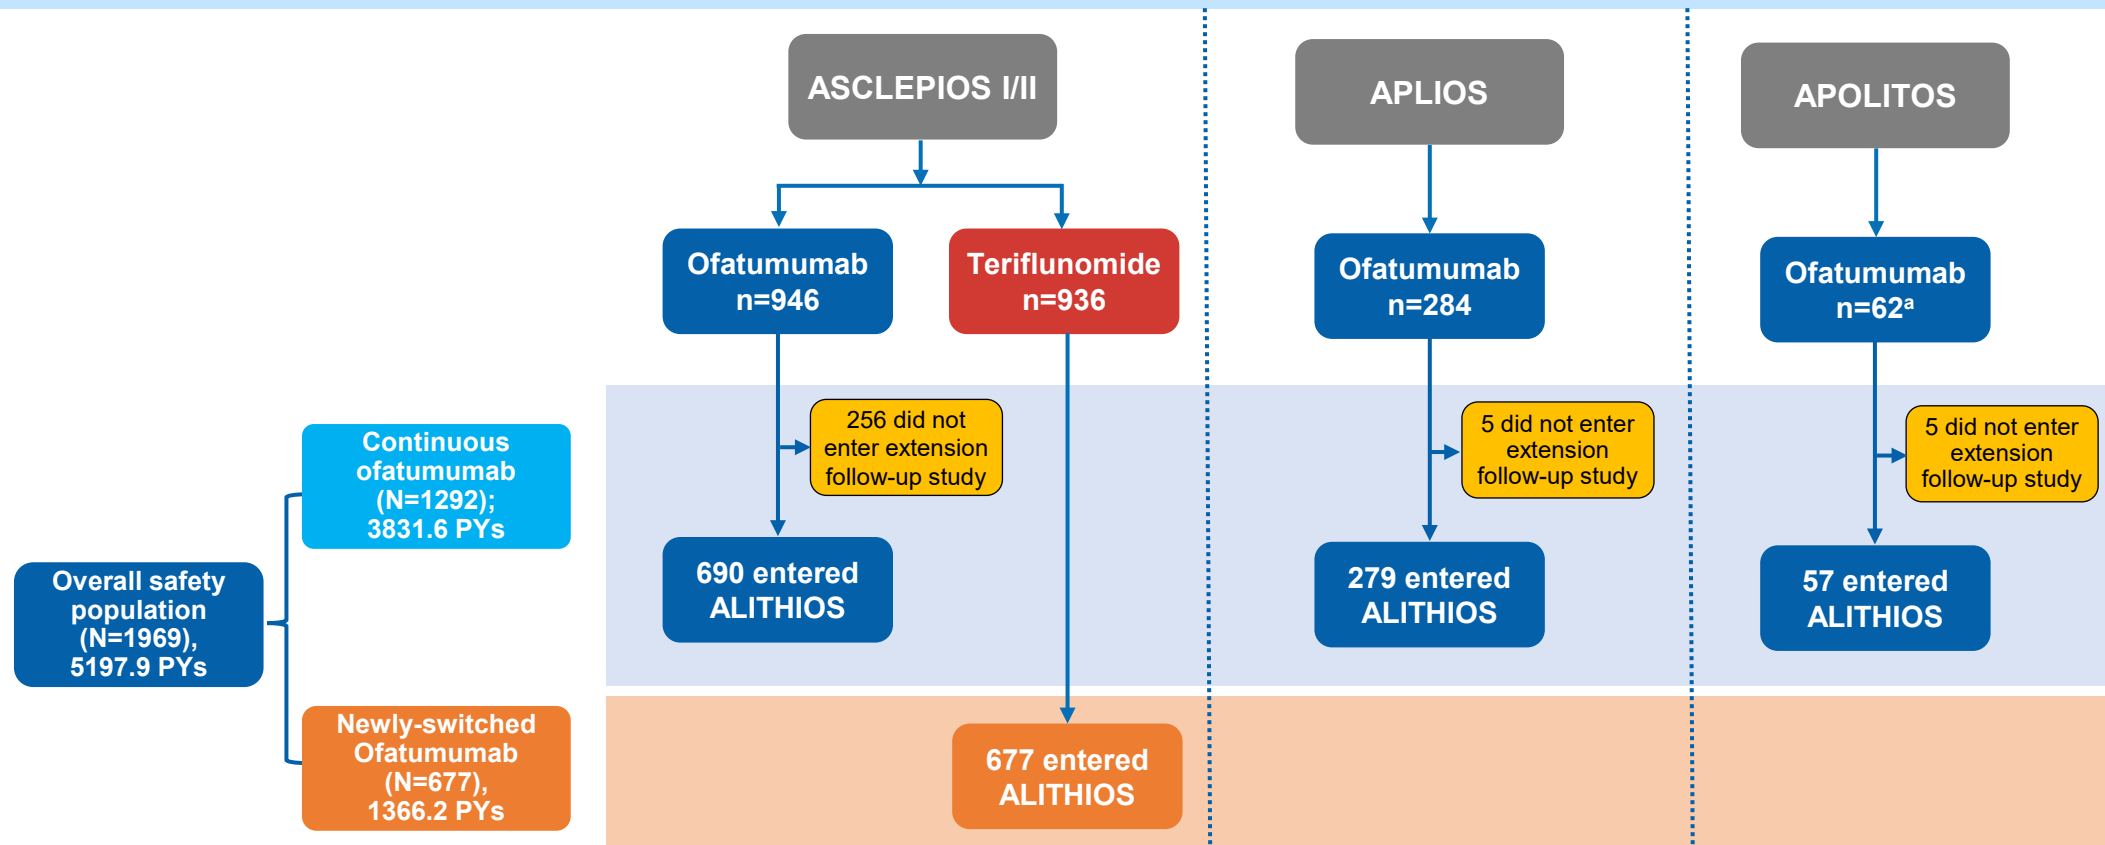 ASCLEPIOS I/II
APLIOS
APOLITOS
Ofatumumab
n=946
Teriflunomide
n=936
Ofatumumab
n=284
Ofatumumab
n=62ᵃ
256 did not
enter extension
follow-up study
5 did not enter
extension
follow-up study
5 did not enter
extension
follow-up study
Continuous
ofatumumab
(N=1292);
3831.6 PYs
Overall safety
population
(N=1969),
5197.9 PYs
690 entered
ALITHIOS
279 entered
ALITHIOS
57 entered
ALITHIOS
Newly-switched
Ofatumumab
(N=677),
1366.2 PYs
677 entered
ALITHIOS